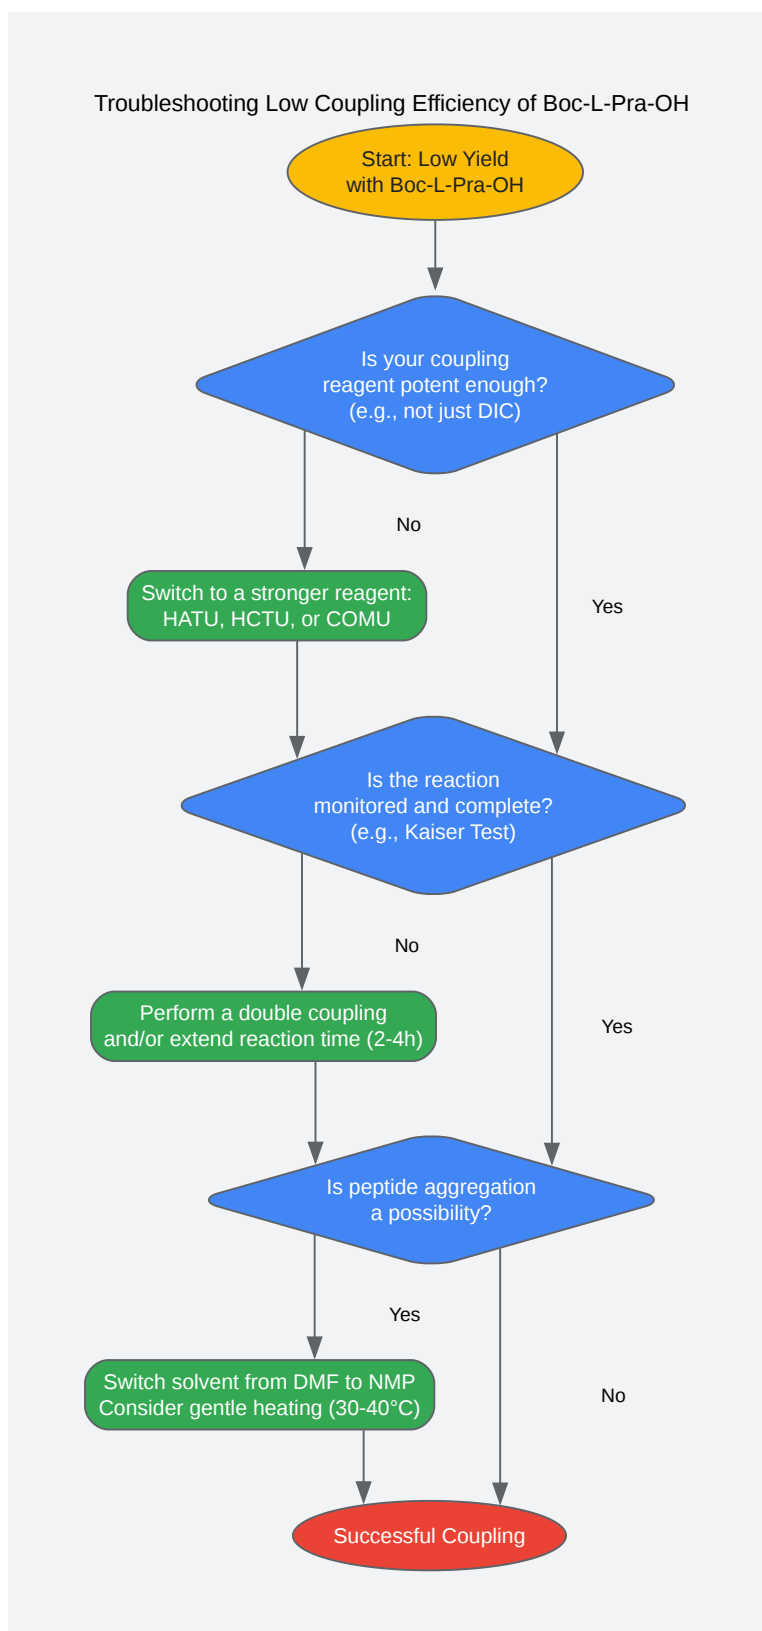 Troubleshooting Low Coupling Efficiency of Boc-L-Pra-OH
Start: Low Yield
with Boc-L-Pra-OH
Is your coupling
reagent potent enough?
(e.g., not just DIC)
No
Switch to a stronger reagent:
HATU, HCTU, or COMU
Yes
Is the reaction
monitored and complete?
(e.g., Kaiser Test)
No
Perform a double coupling
and/or extend reaction time (2-4h)
Yes
Is peptide aggregation
a possibility?
Yes
Switch solvent from DMF to NMP
Consider gentle heating (30-40°C)
No
Successful Coupling